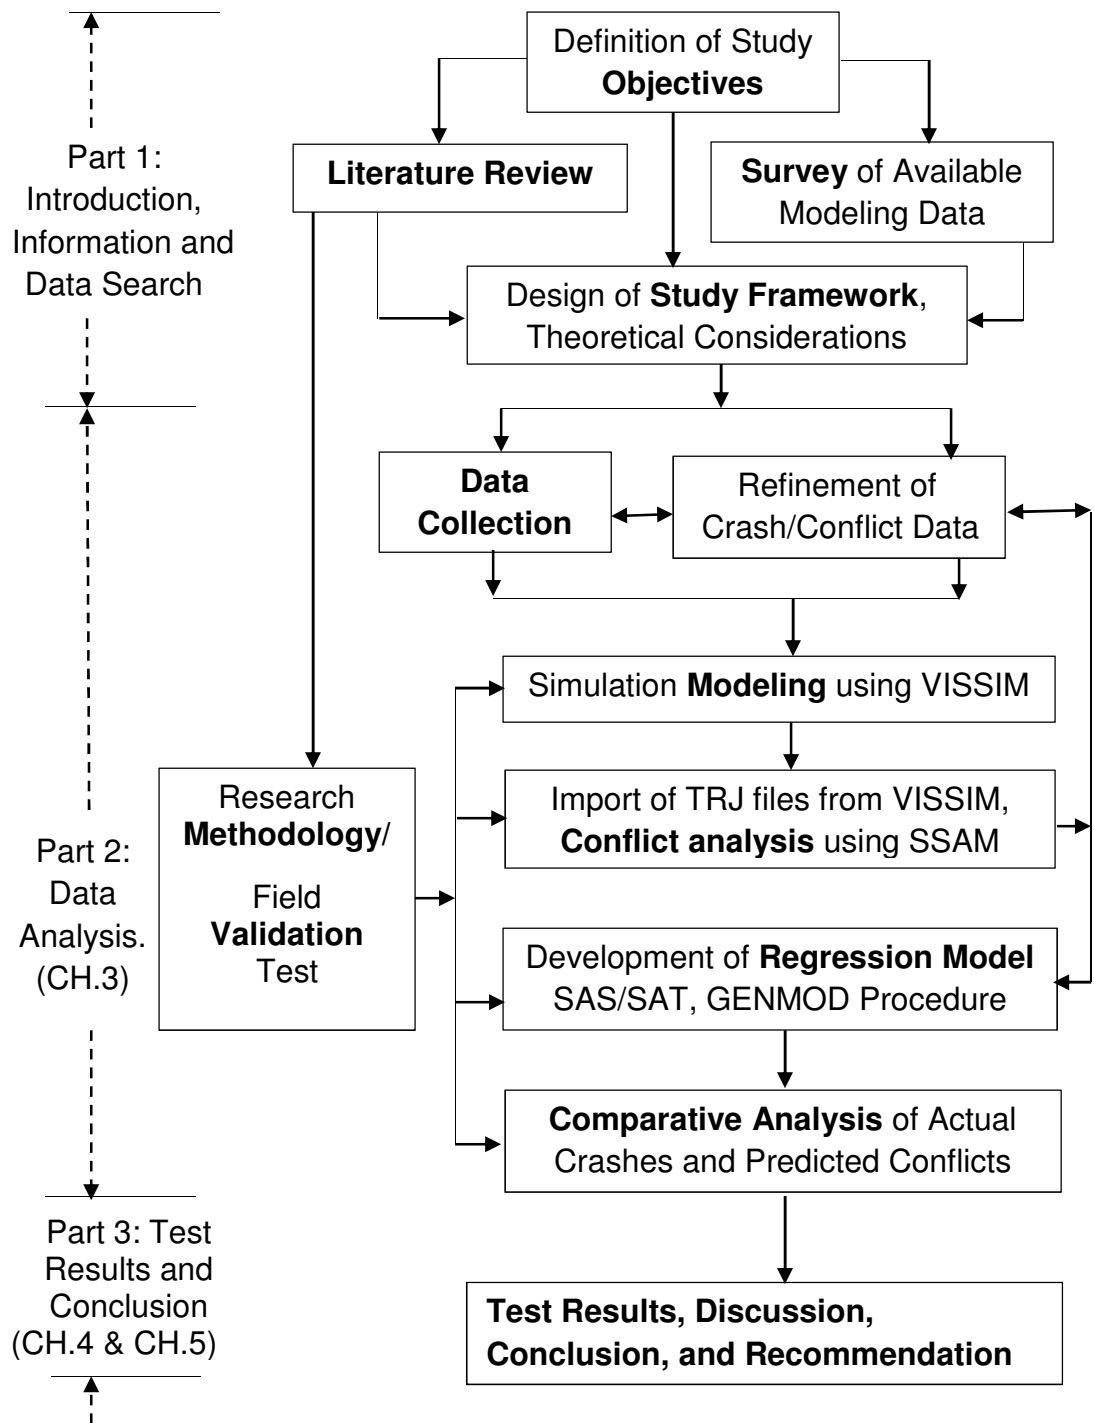 Definition of Study
Objectives
Part 1:
Introduction,
Information and
Data Search
Literature Review
Survey of Available
Modeling Data
Design of Study Framework,
Theoretical Considerations
Data
Collection
Refinement of
Crash/Conflict Data
Simulation Modeling using VISSIM
Research
Methodology/
Field
Validation
Test
Import of TRJ files from VISSIM,
Conflict analysis using SSAM
Part 2:
Data
Analysis.
(CH.3)
Development of Regression Model
SAS/SAT, GENMOD Procedure
Comparative Analysis of Actual
Crashes and Predicted Conflicts
Part 3: Test
Results and
Conclusion
(CH.4 & CH.5)
Test Results, Discussion,
Conclusion, and Recommendation